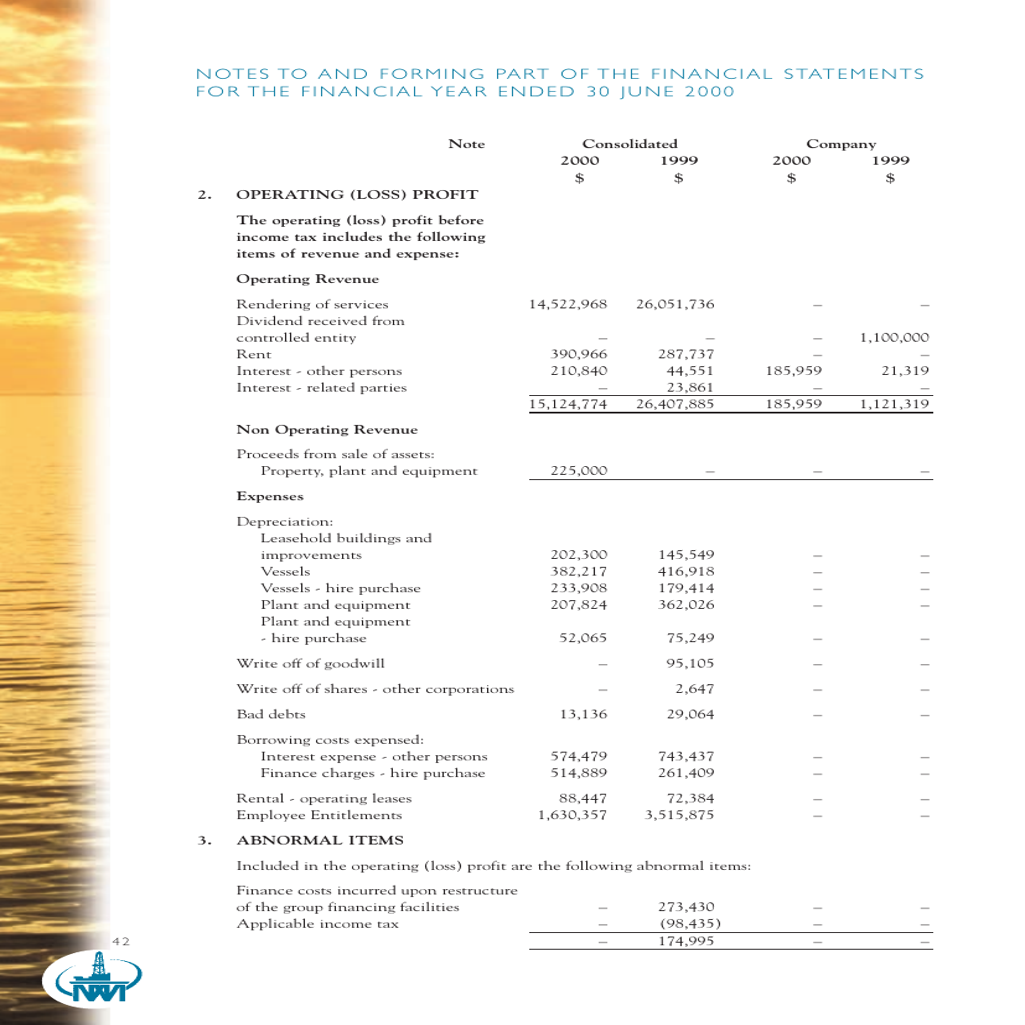 NOTES TO AND FORMING PART OF THE FINANCIAL STATEMENTS
FOR THE FINANCIAL YEAR ENDED 30 JUNE 2000
Note Consolidated Company
2000 1999 2000 1999
$ $ $ $
2. OPERATING (LOSS) PROFIT
The operating (loss) profit before
income tax includes the following
items of revenue and expense:
Operating Revenue
Rendering of services 14,522,968 26,051,736 – –
Dividend received from
controlled entity – – – 1,100,000
Rent 390,966 287,737 – –
Interest - other persons 210,840 44,551 185,959 21,319
Interest - related parties – 23,861 – –
15,124,774 26,407,885 185,959 1,121,319
Non Operating Revenue
Proceeds from sale of assets:
Property, plant and equipment 225,000 – – –
Expenses
Depreciation:
Leasehold buildings and
improvements 202,300 145,549 – –
Vessels 382,217 416,918 – –
Vessels - hire purchase 233,908 179,414 – –
Plant and equipment 207,824 362,026 – –
Plant and equipment
- hire purchase 52,065 75,249 – –
Write off of goodwill – 95,105 – –
Write off of shares - other corporations – 2,647 – –
Bad debts 13,136 29,064 – –
Borrowing costs expensed:
Interest expense - other persons 574,479 743,437 – –
Finance charges - hire purchase 514,889 261,409 – –
Rental - operating leases 88,447 72,384 – –
Employee Entitlements 1,630,357 3,515,875 – –
3. ABNORMAL ITEMS
Included in the operating (loss) profit are the following abnormal items:
Finance costs incurred upon restructure
of the group financing facilities – 273,430 – –
Applicable income tax – (98,435) – –
– 174,995 – –
42